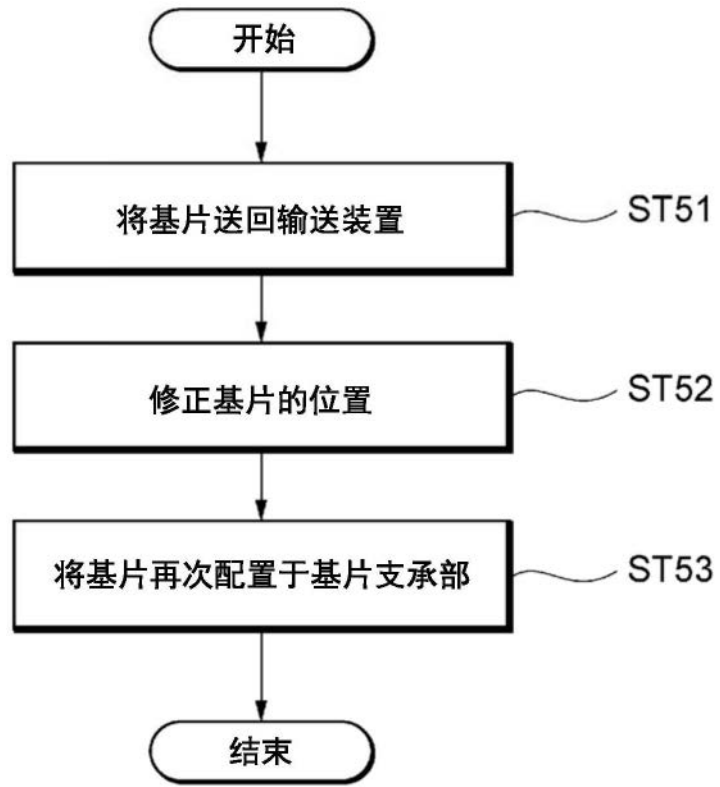 开始
将基片送回输送装置
ST51
修正基片的位置
ST52
将基片再次配置于基片支承部
ST53
结束